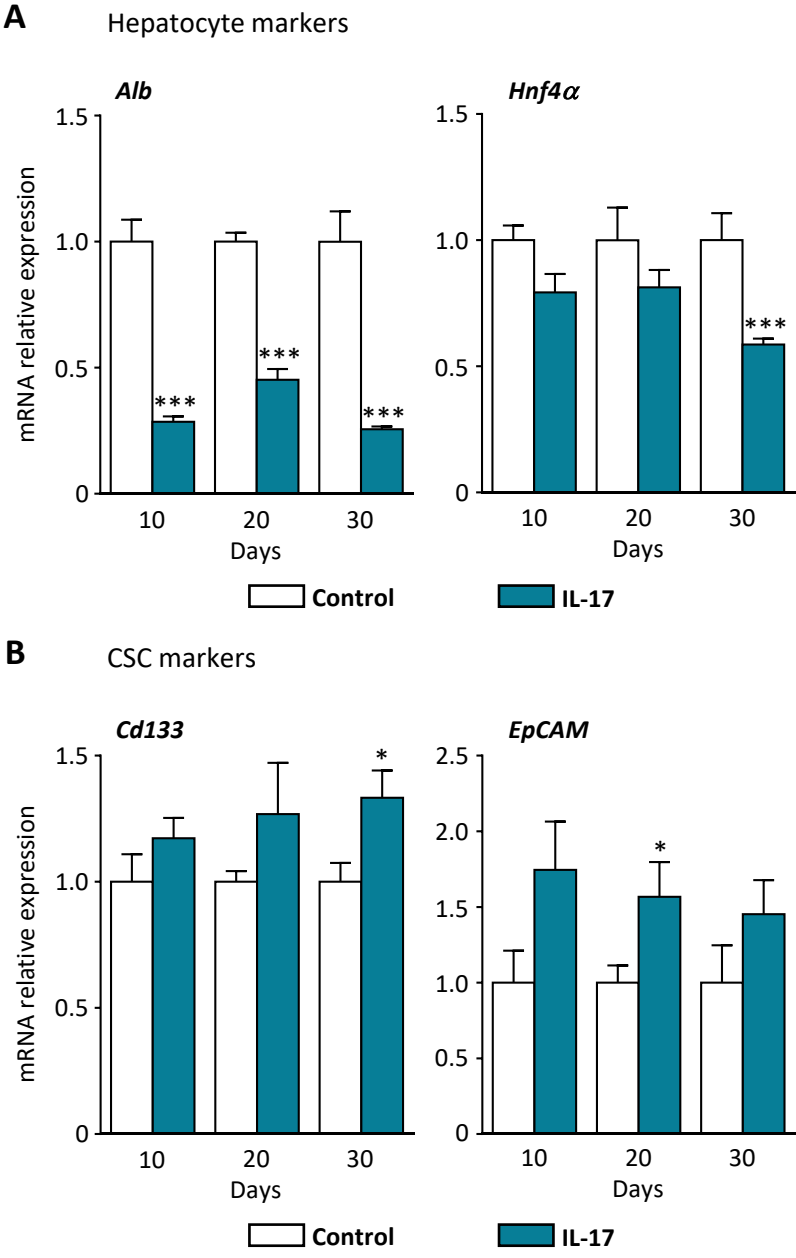 A Hepatocyte markers
Alb
mRNA relative expression
1.5
1.0
0.5
0
***
***
***
10 20 30
Days
Hnf4α
1.5
1.0
0.5
0
***
10 20 30
Days
Control IL-17
B CSC markers
Cd133
mRNA relative expression
1.5
1.0
0.5
0
*
10 20 30
Days
EpCAM
2.5
2.0
1.5
1.0
0.5
0
*
10 20 30
Days
Control IL-17